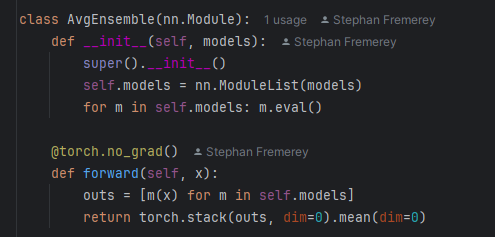 class AvgEnsemble(nn.Module): 1 usage Stephan Fremerey
    def __init__(self, models): Stephan Fremerey
        super().__init__()
        self.models = nn.ModuleList(models)
        for m in self.models: m.eval()

    @torch.no_grad() Stephan Fremerey
    def forward(self, x):
        outs = [m(x) for m in self.models]
        return torch.stack(outs, dim=0).mean(dim=0)